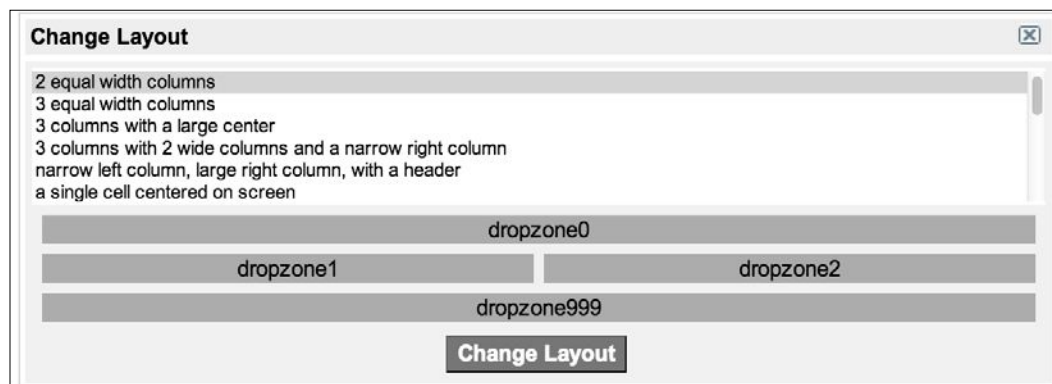 Change Layout
2 equal width columns
3 equal width columns
3 columns with a large center
3 columns with 2 wide columns and a narrow right column
narrow left column, large right column, with a header
a single cell centered on screen
dropzone0
dropzone1 dropzone2
dropzone999
Change Layout